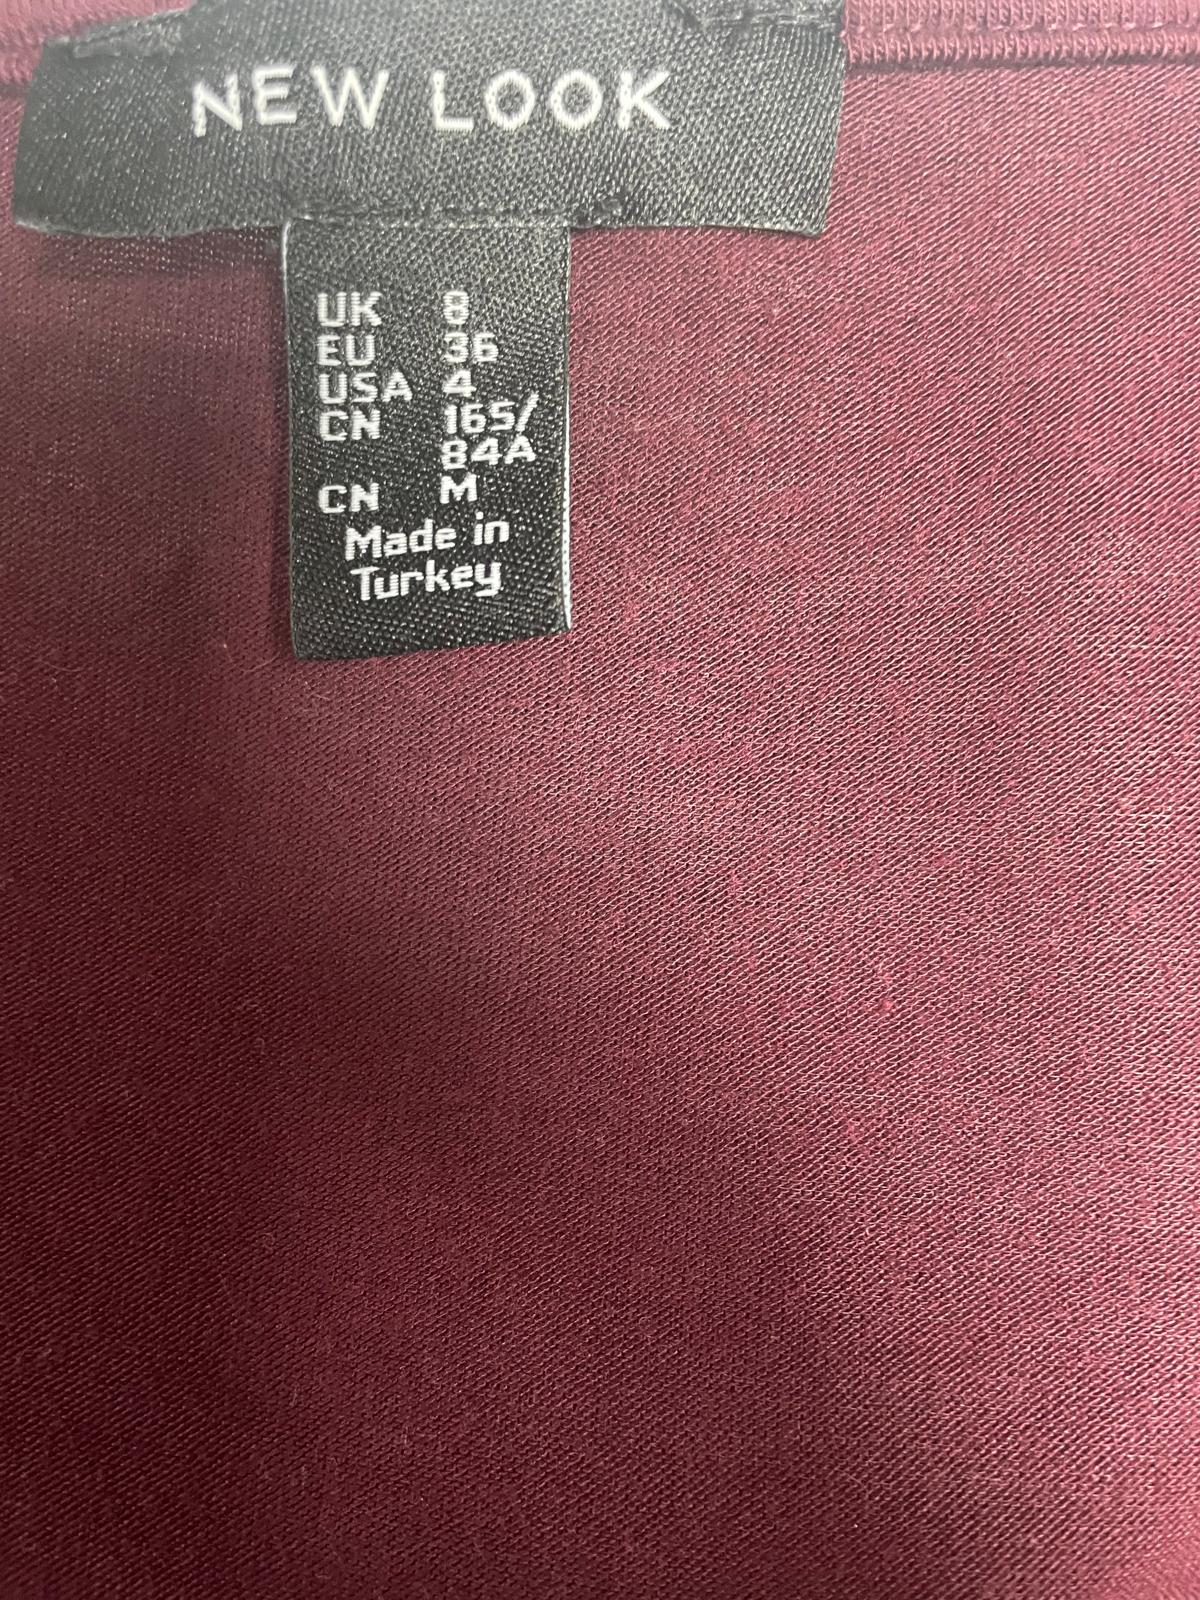 NEW LOOK
UK 8
EU 36
USA 4
CN 165/
84A
CN M
Made in
Turkey